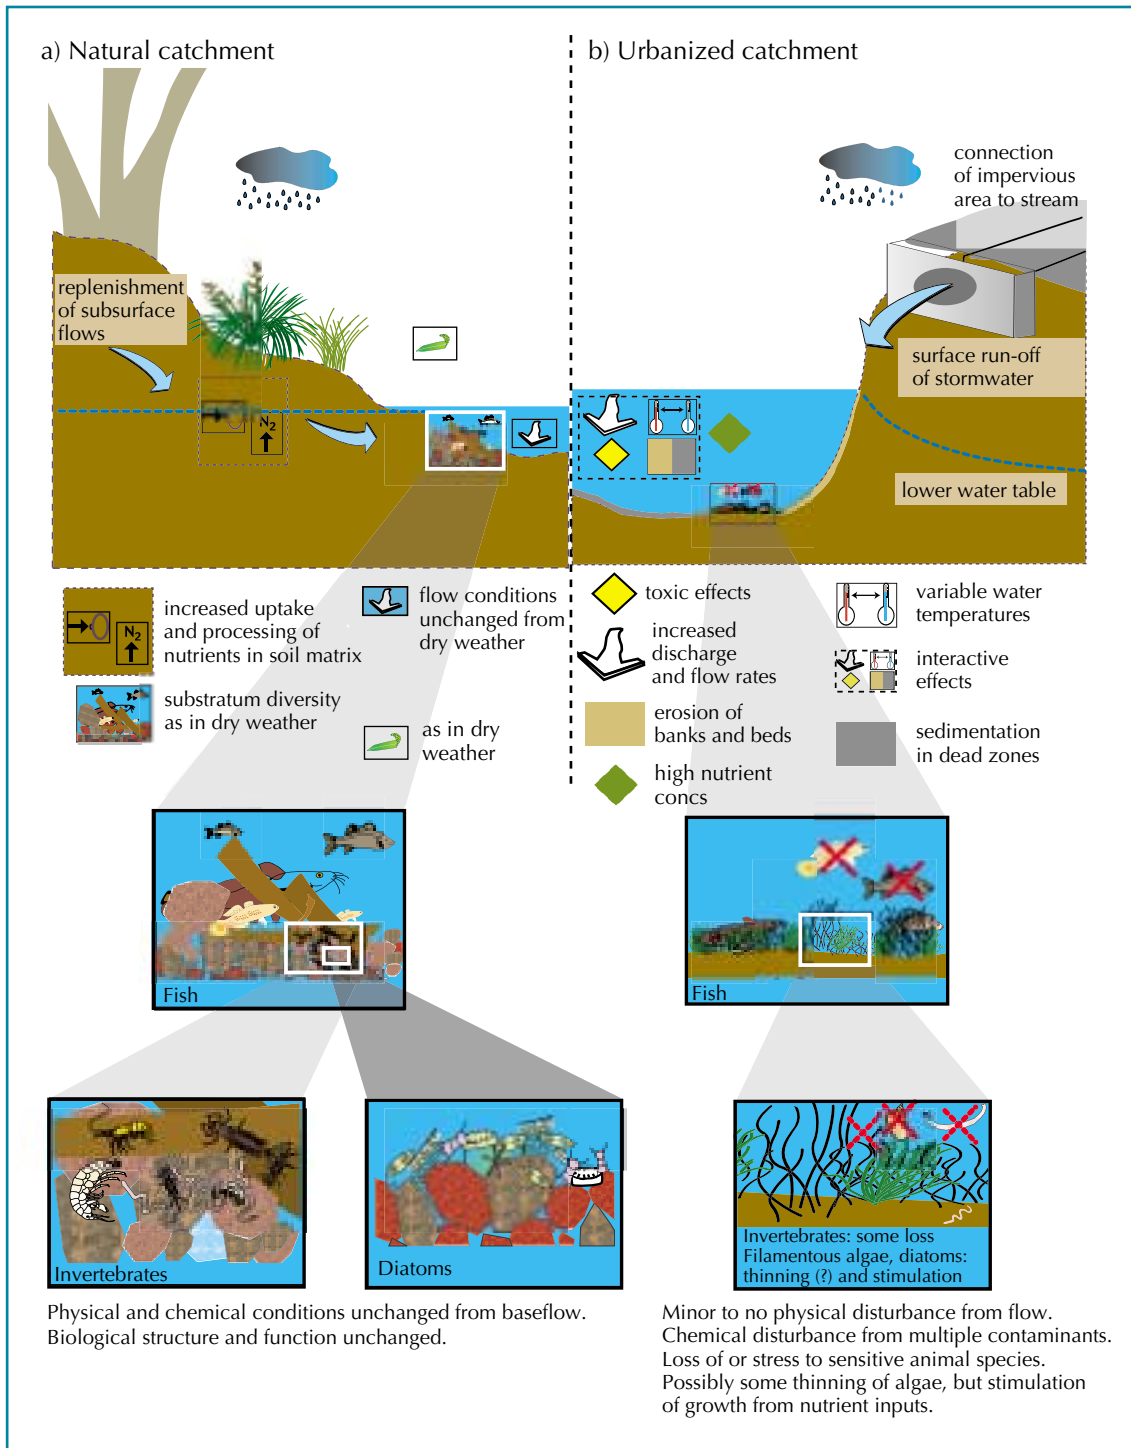 a) Natural catchment
b) Urbanized catchment
connection
of impervious
area to stream
replenishment
of subsurface
flows
surface run-off
of stormwater
N2
lower water table
increased uptake
and processing of
nutrients in soil matrix
N2
substratum diversity
as in dry weather
flow conditions
unchanged from
dry weather
as in dry
weather
toxic effects
increased
discharge
and flow rates
erosion of
banks and beds
high nutrient
concs
variable water
temperatures
interactive
effects
sedimentation
in dead zones
Fish
Fish
Invertebrates
Diatoms
Invertebrates: some loss
Filamentous algae, diatoms:
thinning (?) and stimulation
Physical and chemical conditions unchanged from baseflow.
Biological structure and function unchanged.
Minor to no physical disturbance from flow.
Chemical disturbance from multiple contaminants.
Loss of or stress to sensitive animal species.
Possibly some thinning of algae, but stimulation
of growth from nutrient inputs.